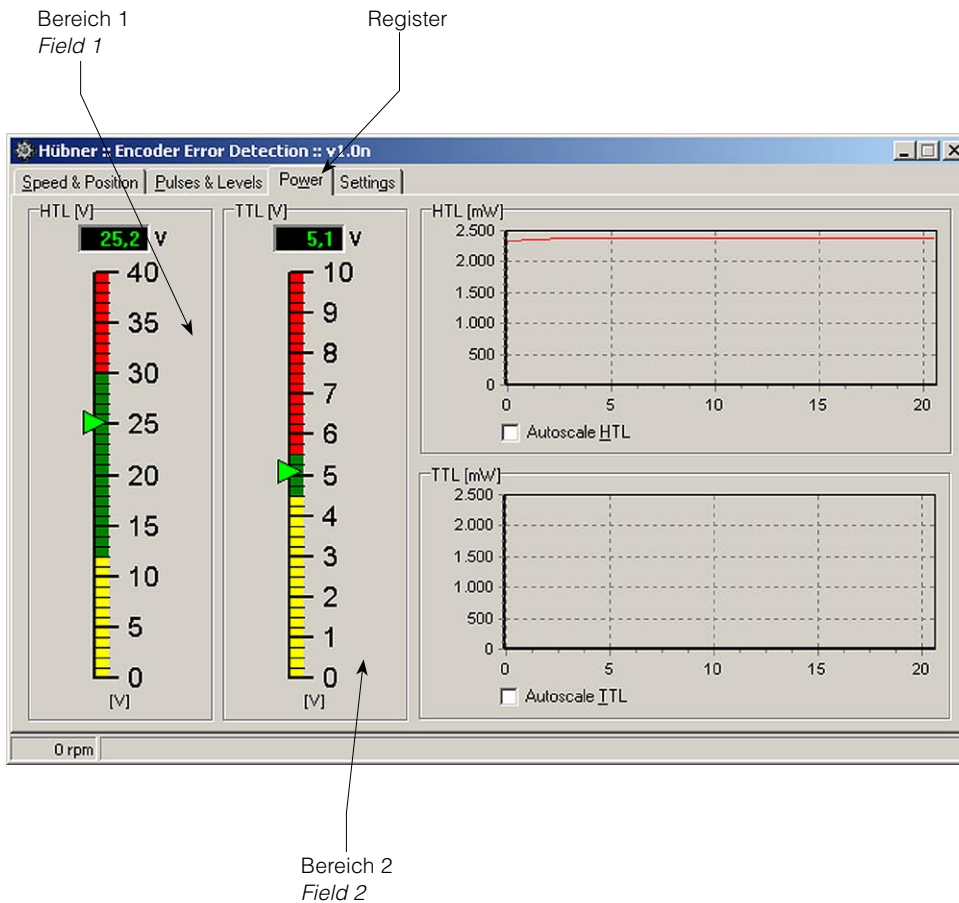 Bereich 1
Field 1
Register
Hübner :: Encoder Error Detection :: v1.0n
Speed & Position Pulses & Levels Power Settings
HTL [V]
25,2 V
40
35
30
25
20
15
10
5
0
[V]
TTL [V]
5,1 V
10
9
8
7
6
5
4
3
2
1
0
[V]
HTL [mW]
2.500
2.000
1.500
1.000
500
0
0 5 10 15 20
Autoscale HTL
TTL [mW]
2.500
2.000
1.500
1.000
500
0
0 5 10 15 20
Autoscale TTL
0 rpm
Bereich 2
Field 2